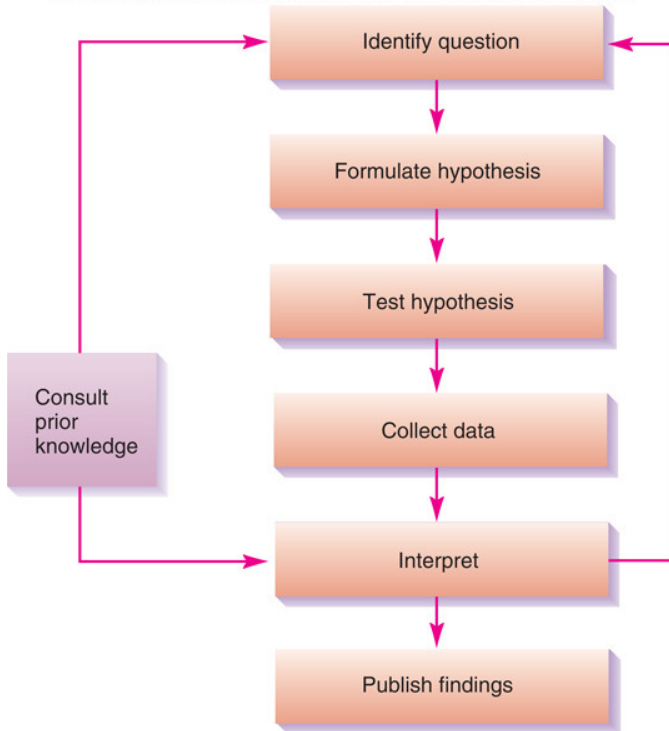 Identify question
Formulate hypothesis
Test hypothesis
Consult
prior
knowledge
Collect data
Interpret
Publish findings